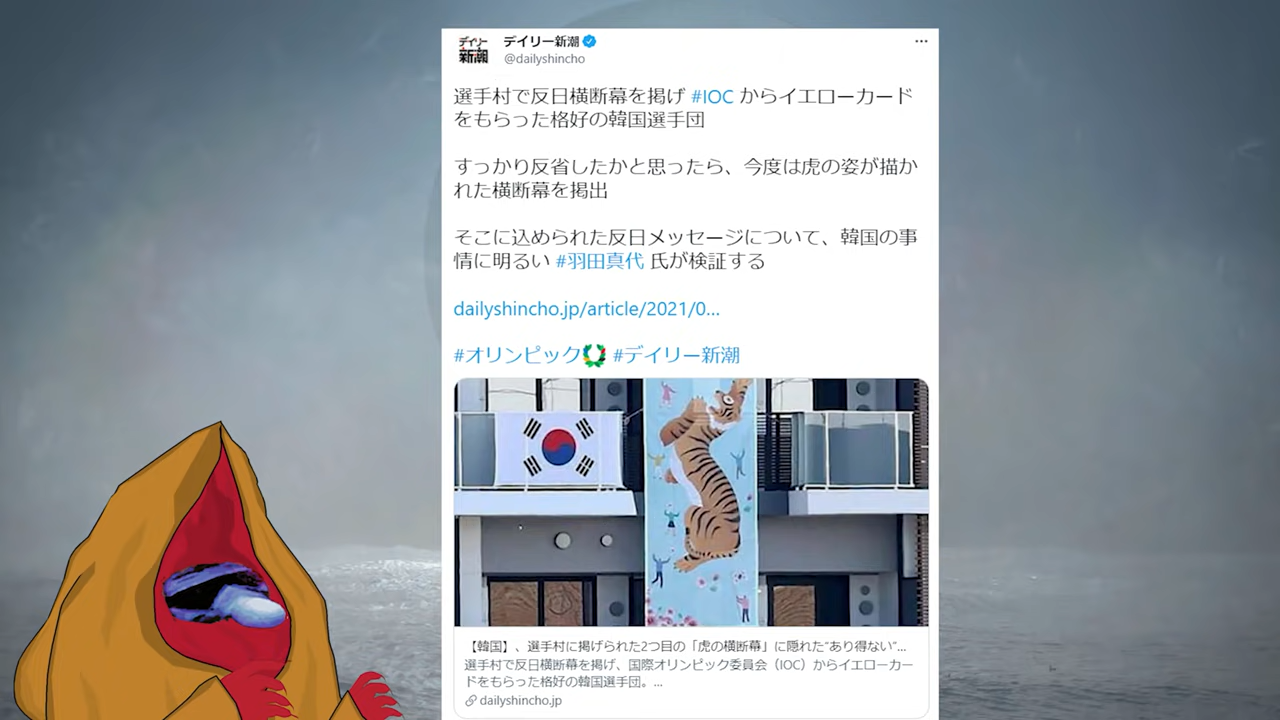 デイリー
新潮
デイリー新潮
@dailyshincho
選手村で反日横断幕を掲げ #IOC からイエローカード
をもらった格好の韓国選手団
すっかり反省したかと思ったら、今度は虎の姿が描か
れた横断幕を掲出
そこに込められた反日メッセージについて、韓国の事
情に明るい #羽田真代 氏が検証する
dailyshincho.jp/article/2021/0...
#オリンピック #デイリー新潮
【韓国】、選手村に掲げられた2つ目の「虎の横断幕」に隠れた“あり得ない”...
選手村で反日横断幕を掲げ、国際オリンピック委員会（IOC）からイエローカー
ドをもらった格好の韓国選手団。...
dailyshincho.jp